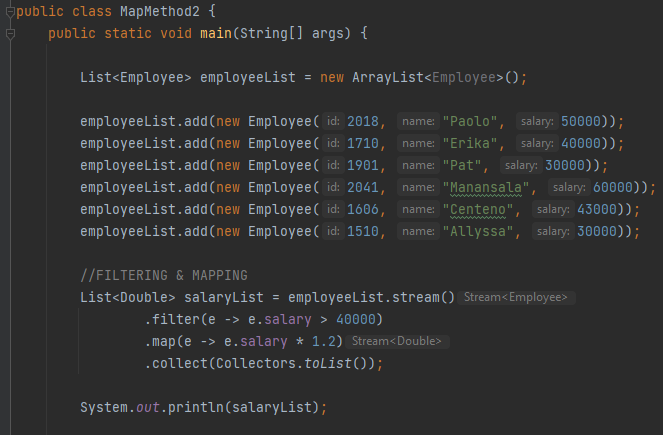 public class MapMethod2 {
public static void main(String[] args) {
List<Employee> employeeList = new ArrayList<Employee>();
employeeList.add(new Employee( id: 2018, name: "Paolo", salary: 50000));
employeeList.add(new Employee( id: 1710, name: "Erika", salary: 40000));
employeeList.add(new Employee( id: 1901, name: "Pat", salary: 30000));
employeeList.add(new Employee( id: 2041, name: "Manansala", salary: 60000));
employeeList.add(new Employee( id: 1606, name: "Centeno", salary: 43000));
employeeList.add(new Employee( id: 1510, name: "Allyssa", salary: 30000));
//FILTERING & MAPPING
List<Double> salaryList = employeeList.stream() Stream<Employee>
.filter(e -> e.salary > 40000)
.map(e -> e.salary * 1.2) Stream<Double>
.collect(Collectors.toList());
System.out.println(salaryList);